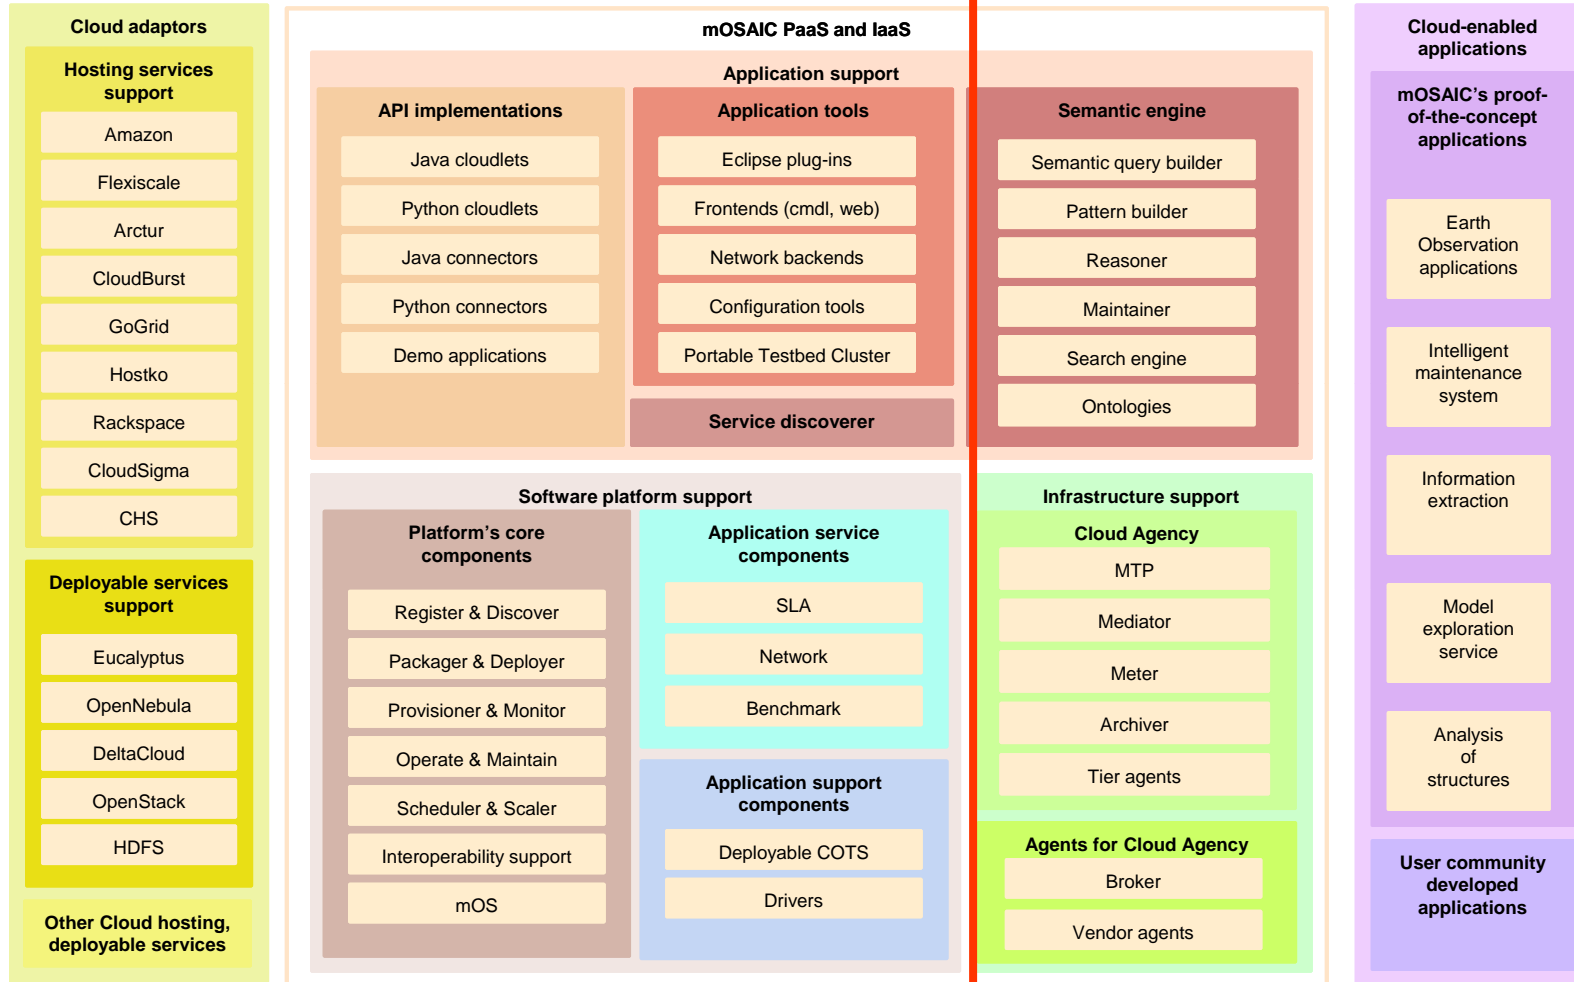 Cloud adaptors
Hosting services
support
Amazon
Flexiscale
Arctur
CloudBurst
GoGrid
Hostko
Rackspace
CloudSigma
CHS
Deployable services
support
Eucalyptus
OpenNebula
DeltaCloud
OpenStack
HDFS
Other Cloud hosting,
deployable services
mOSAIC PaaS and IaaS
Application support
API implementations
Java cloudlets
Python cloudlets
Java connectors
Python connectors
Demo applications
Application tools
Eclipse plug-ins
Frontends (cmdl, web)
Network backends
Configuration tools
Portable Testbed Cluster
Service discoverer
Semantic engine
Semantic query builder
Pattern builder
Reasoner
Maintainer
Search engine
Ontologies
Software platform support
Platform's core
components
Register & Discover
Packager & Deployer
Provisioner & Monitor
Operate & Maintain
Scheduler & Scaler
Interoperability support
mOS
Application service
components
SLA
Network
Benchmark
Application support
components
Deployable COTS
Drivers
Infrastructure support
Cloud Agency
MTP
Mediator
Meter
Archiver
Tier agents
Agents for Cloud Agency
Broker
Vendor agents
Cloud-enabled
applications
mOSAIC's proof-
of-the-concept
applications
Earth
Observation
applications
Intelligent
maintenance
system
Information
extraction
Model
exploration
service
Analysis
of
structures
User community
developed
applications